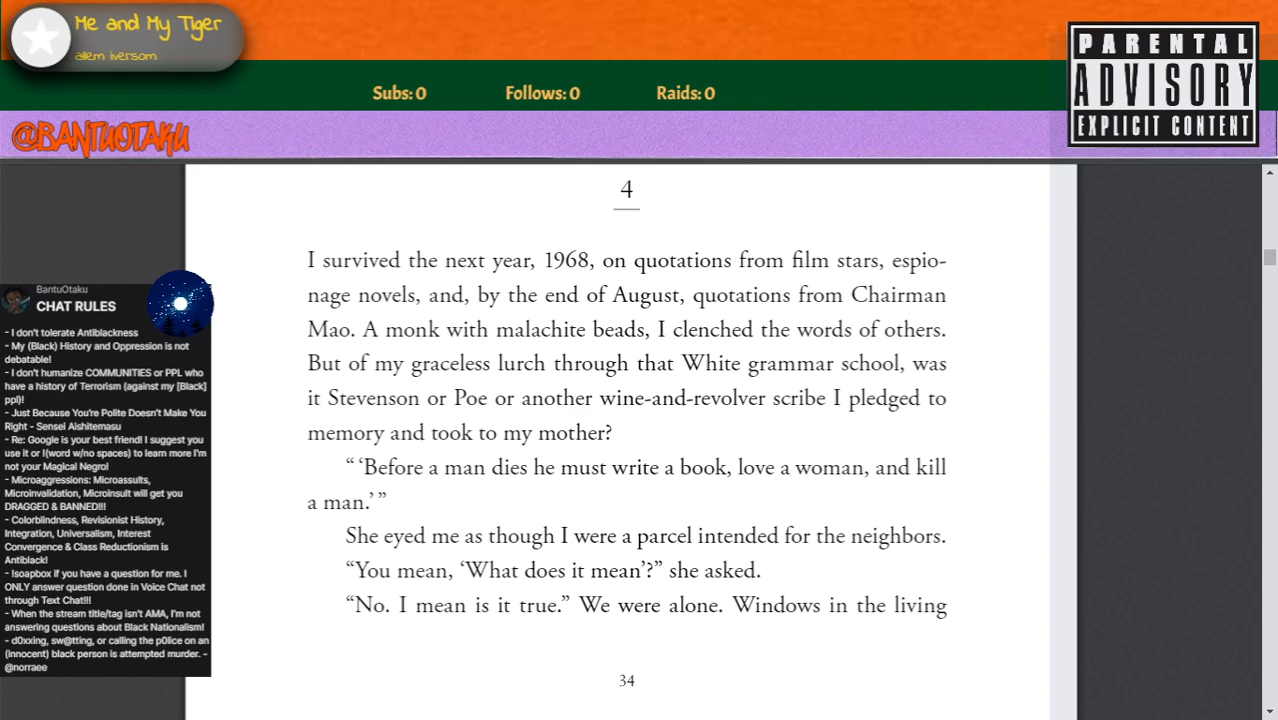 Me and My Tiger
allem iversom
Subs: 0 Follows: 0 Raids: 0
PARENTAL
ADVISORY
EXPLICIT CONTENT
@BANTUOTAKU
BantuOtaku
CHAT RULES
- I don't tolerate Antiblackness
- My (Black) History and Oppression is not
debatable!
- I don't humanize COMMUNITIES or PPL who
have a history of Terrorism (against my [Black]
ppl)!
- Just Because You're Polite Doesn't Make You
Right - Sensei Aishitemasu
- Re: Google is your best friend! I suggest you
use it or !(word w/no spaces) to learn more I'm
not your Magical Negro!
- Microaggressions: Microassults,
Microinvalidation, Microinsult will get you
DRAGGED & BANNED!!!
- Colorblindness, Revisionist History,
Integration, Universalism, Interest
Convergence & Class Reductionism is
Antiblack!
- !soapbox if you have a question for me. I
ONLY answer question done in Voice Chat not
through Text Chat!!!
- When the stream title/tag isn't AMA, I'm not
answering questions about Black Nationalism!
- d0xxing, sw@tting, or calling the p0lice on an
(innocent) black person is attempted murder. -
@norraee
4
I survived the next year, 1968, on quotations from film stars, espio-
nage novels, and, by the end of August, quotations from Chairman
Mao. A monk with malachite beads, I clenched the words of others.
But of my graceless lurch through that White grammar school, was
it Stevenson or Poe or another wine-and-revolver scribe I pledged to
memory and took to my mother?
“ ‘Before a man dies he must write a book, love a woman, and kill
a man.’ ”
She eyed me as though I were a parcel intended for the neighbors.
“You mean, ‘What does it mean’?” she asked.
“No. I mean is it true.” We were alone. Windows in the living
34